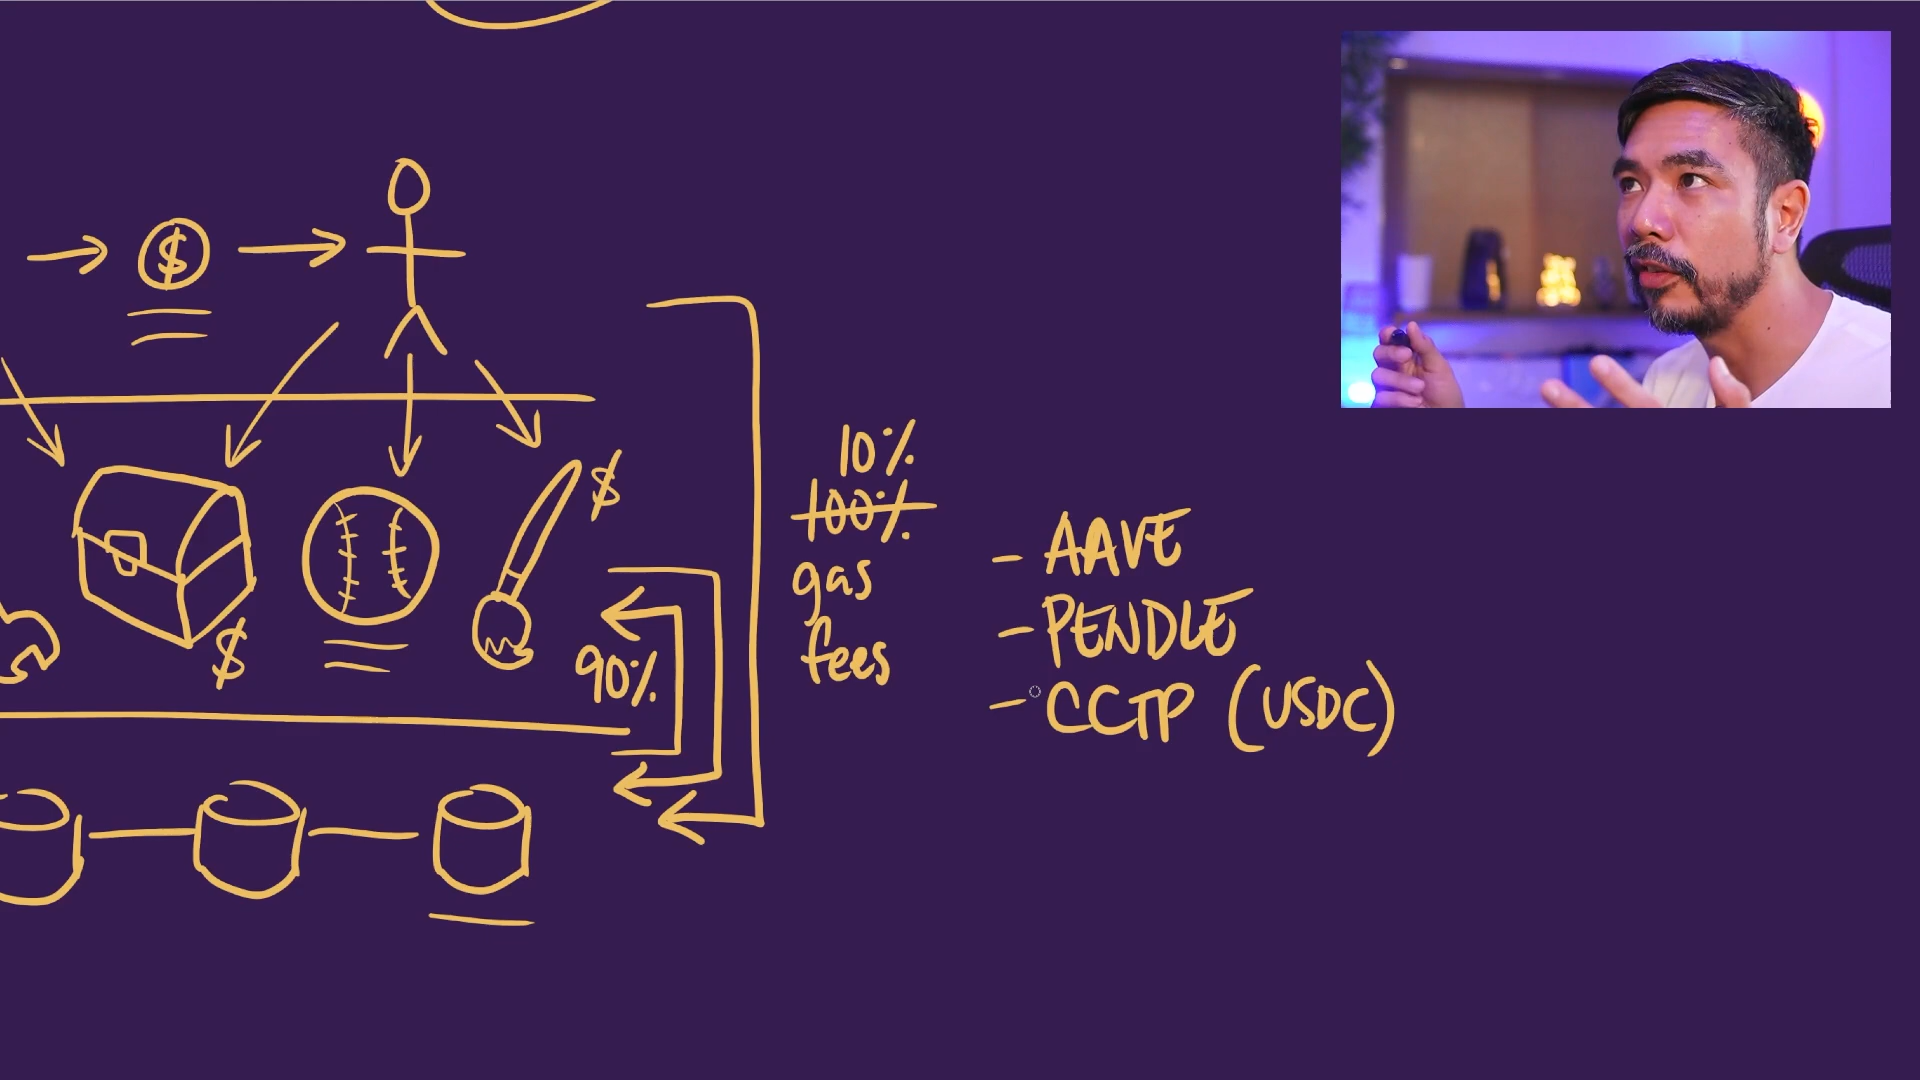 $
$
$
90%
10%
100%
gas
fees
- AAVE
- PENDLE
- CCTP (USDC)